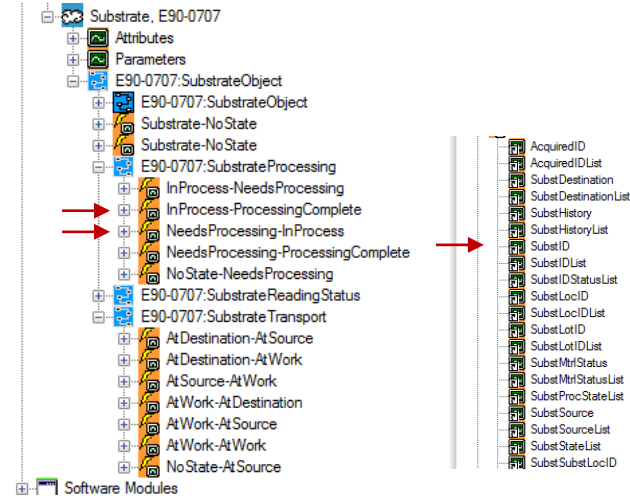 Substrate, E90-0707
Attributes
Parameters
E90-0707:SubstrateObject
E90-0707:SubstrateObject
Substrate-NoState
Substrate-NoState
E90-0707:SubstrateProcessing
InProcess-NeedsProcessing
InProcess-ProcessingComplete
NeedsProcessing-InProcess
NeedsProcessing-ProcessingComplete
NoState-NeedsProcessing
E90-0707:SubstrateReadingStatus
E90-0707:SubstrateTransport
AtDestination-AtSource
AtDestination-AtWork
AtSource-AtWork
AtWork-AtDestination
AtWork-AtSource
AtWork-AtWork
NoState-AtSource
Software Modules
AcquiredID
AcquiredIDList
SubstDestination
SubstDestinationList
SubstHistory
SubstHistoryList
SubstID
SubstIDList
SubstIDStatusList
SubstLocID
SubstLocIDList
SubstLotID
SubstLotIDList
SubstMtrlStatus
SubstMtrlStatusList
SubstProcStateList
SubstSource
SubstSourceList
SubstStateList
SubstSubstLocID